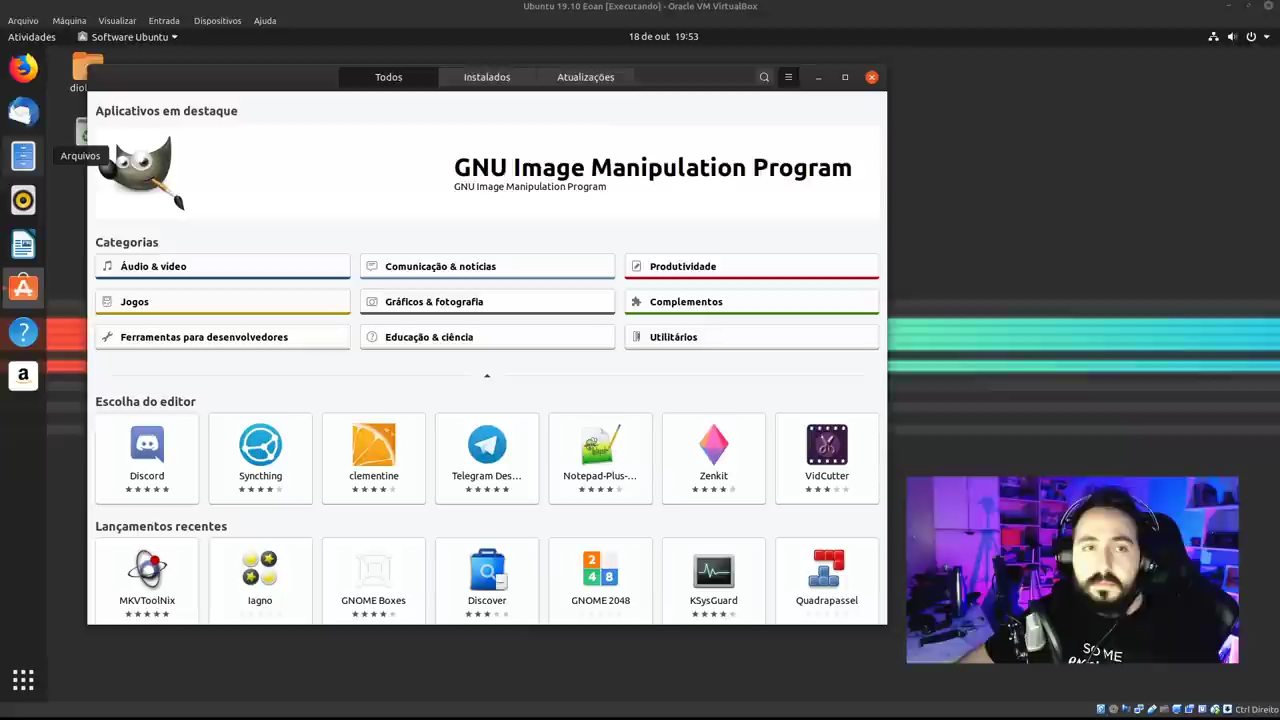 Ubuntu 19.10 Eoan [Executando] - Oracle VM VirtualBox
Arquivo Máquina Visualizar Entrada Dispositivos Ajuda
Atividades Software Ubuntu 18 de out 19:53
Todos Instalados Atualizações
Arquivos
Aplicativos em destaque
GNU Image Manipulation Program
GNU Image Manipulation Program
Categorias
Áudio & vídeo Comunicação & notícias Produtividade
Jogos Gráficos & fotografia Complementos
Ferramentas para desenvolvedores Educação & ciência Utilitários
Escolha do editor
Discord Syncthing clementine Telegram Des... Notepad-Plus-... Zenkit VidCutter
Lançamentos recentes
2
4 8
MKVToolNix Iagno GNOME Boxes Discover GNOME 2048 KSysGuard Quadrapassel
SOME
Ctrl Direito